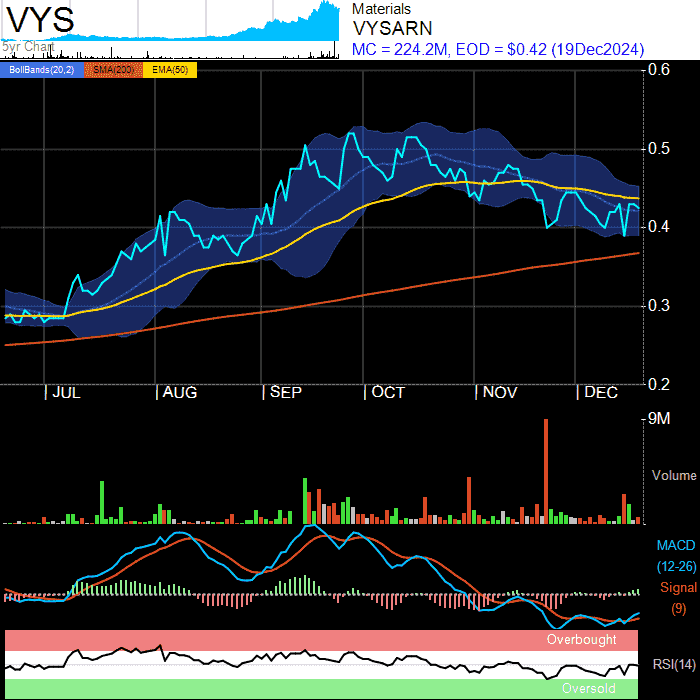 VYS
5yr Chart
Materials
VYSARN
MC = 224.2M, EOD = $0.42 (19Dec2024)
BollBands(20,2) SMA(200) EMA(50)
0.6
0.5
0.4
0.3
0.2
| JUL | AUG | SEP | OCT | NOV | DEC
9M
Volume
MACD
(12-26)
Signal
(9)
Overbought
RSI(14)
Oversold